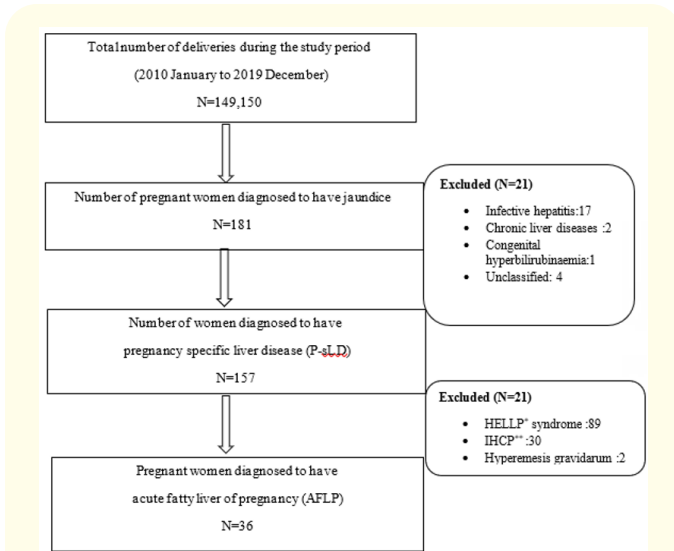 Total number of deliveries during the study period
(2010 January to 2019 December)
N=149,150
Number of pregnant women diagnosed to have jaundice
N=181
Excluded (N=21)
• Infective hepatitis:17
• Chronic liver diseases :2
• Congenital
hyperbilirubinaemia:1
• Unclassified: 4
Number of women diagnosed to have
pregnancy specific liver disease (P-sLD)
N=157
Excluded (N=21)
• HELLP* syndrome :89
• IHCP** :30
• Hyperemesis gravidarum :2
Pregnant women diagnosed to have
acute fatty liver of pregnancy (AFLP)
N=36